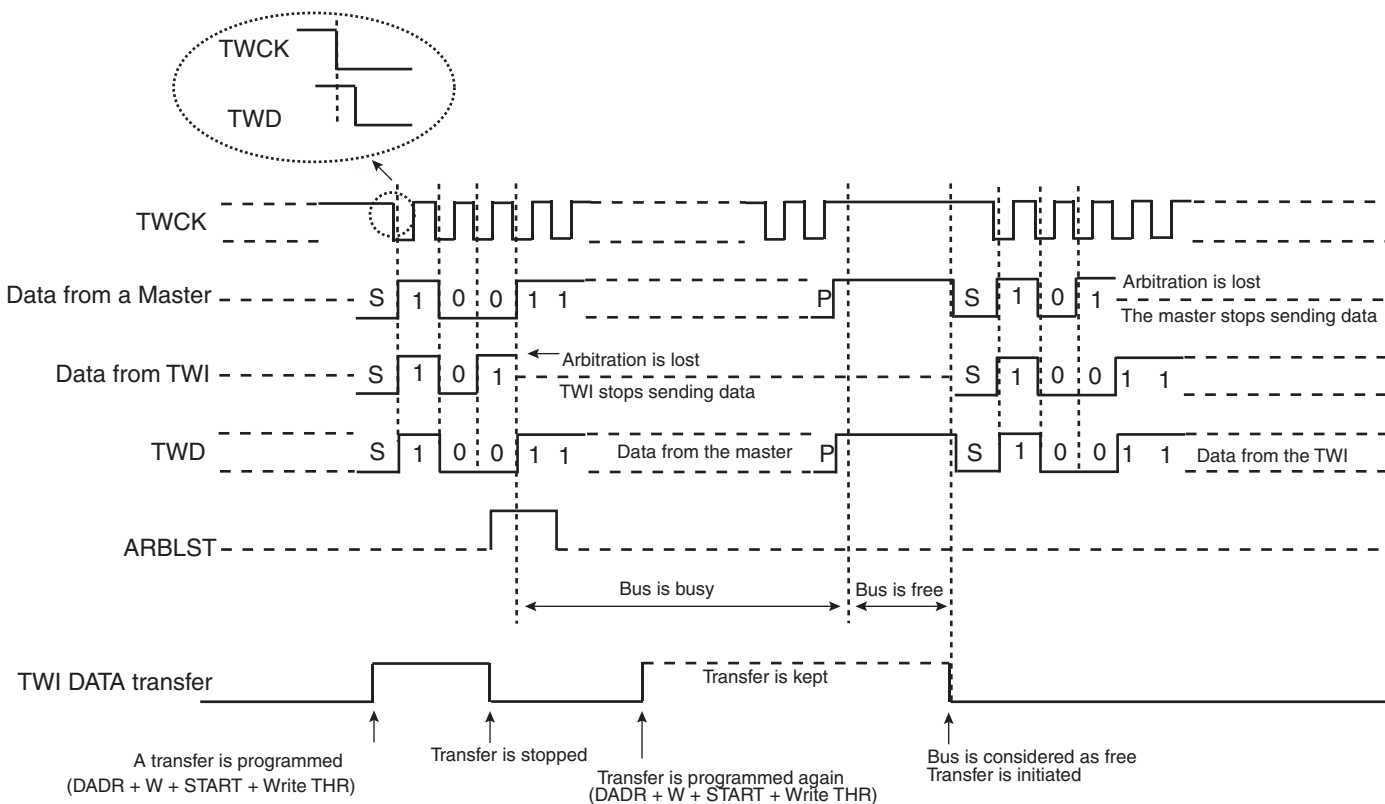 TWCK
TWD
TWCK
Data from a Master
S 1 0 0 1 1
P
S 1 0 1
Arbitration is lost
The master stops sending data
Data from TWI
S 1 0 1
Arbitration is lost
TWI stops sending data
S 1 0 0 1 1
TWD
S 1 0 0 1 1
Data from the master
P
S 1 0 0 1 1
Data from the TWI
ARBLST
Bus is busy
Bus is free
TWI DATA transfer
Transfer is kept
A transfer is programmed
(DADR + W + START + Write THR)
Transfer is stopped
Transfer is programmed again
(DADR + W + START + Write THR)
Bus is considered as free
Transfer is initiated